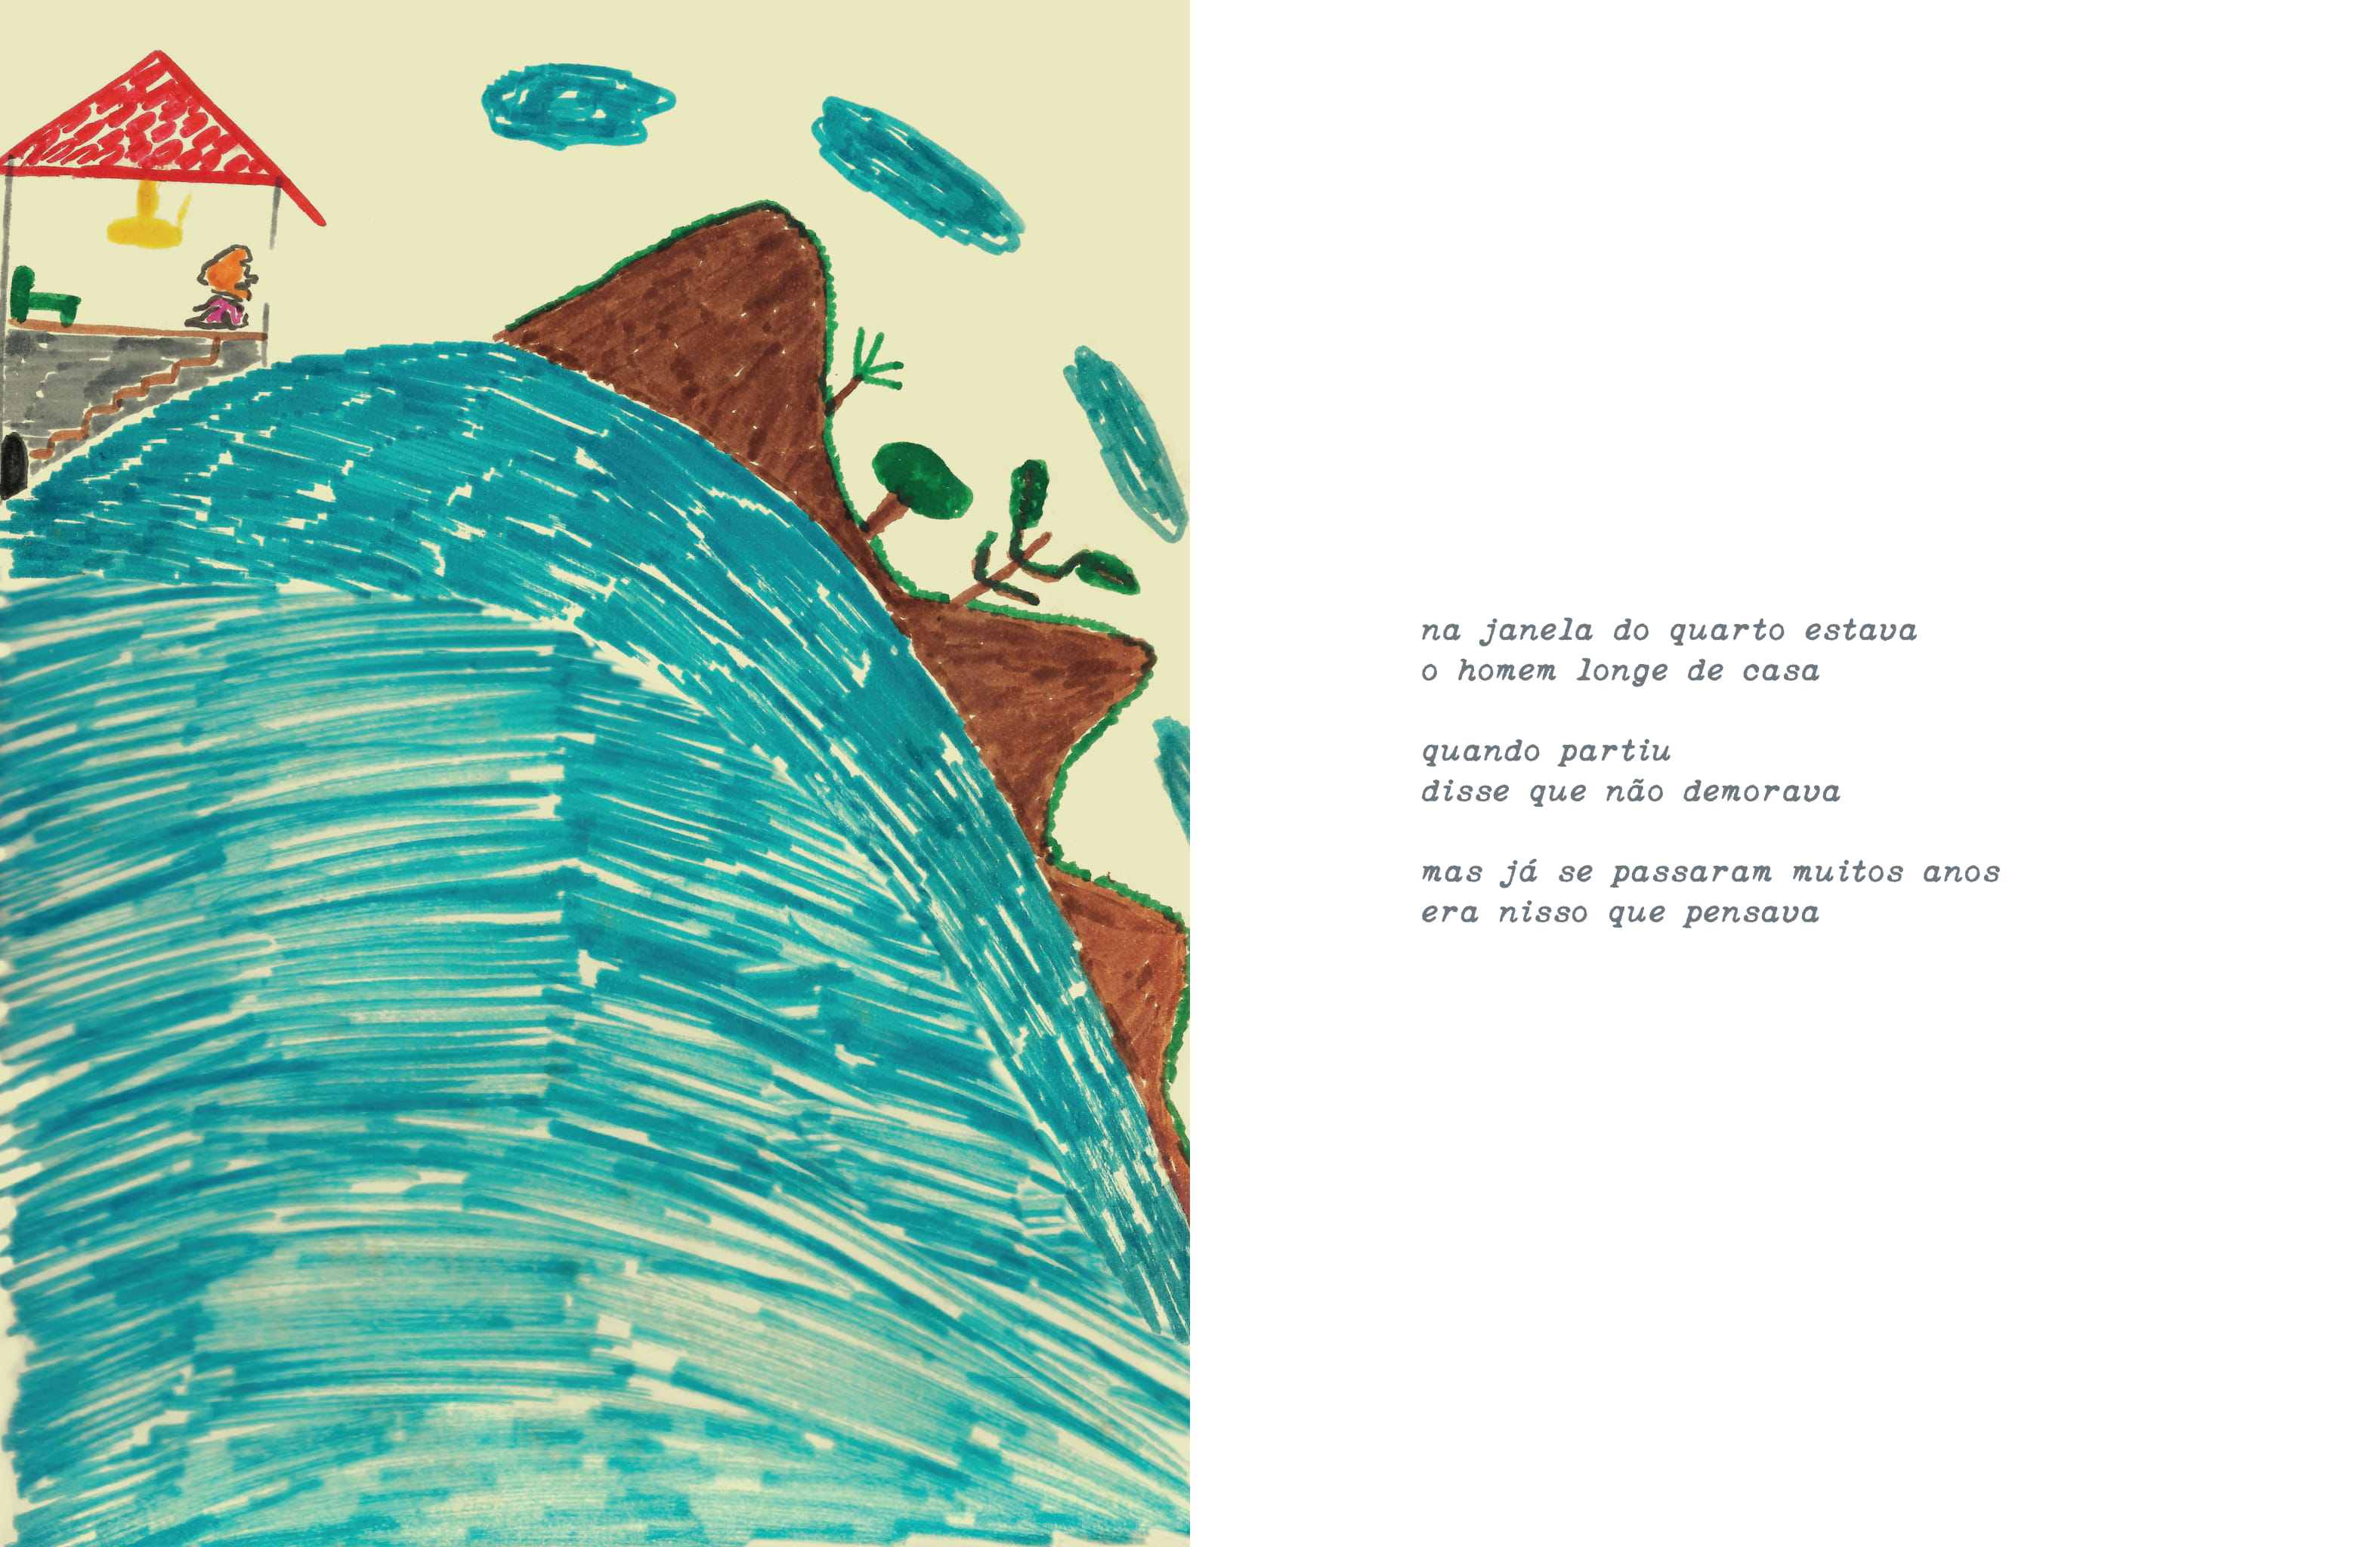 na janela do quarto estava
o homem longe de casa
quando partiu
disse que não demorava
mas já se passaram muitos anos
era nisso que pensava